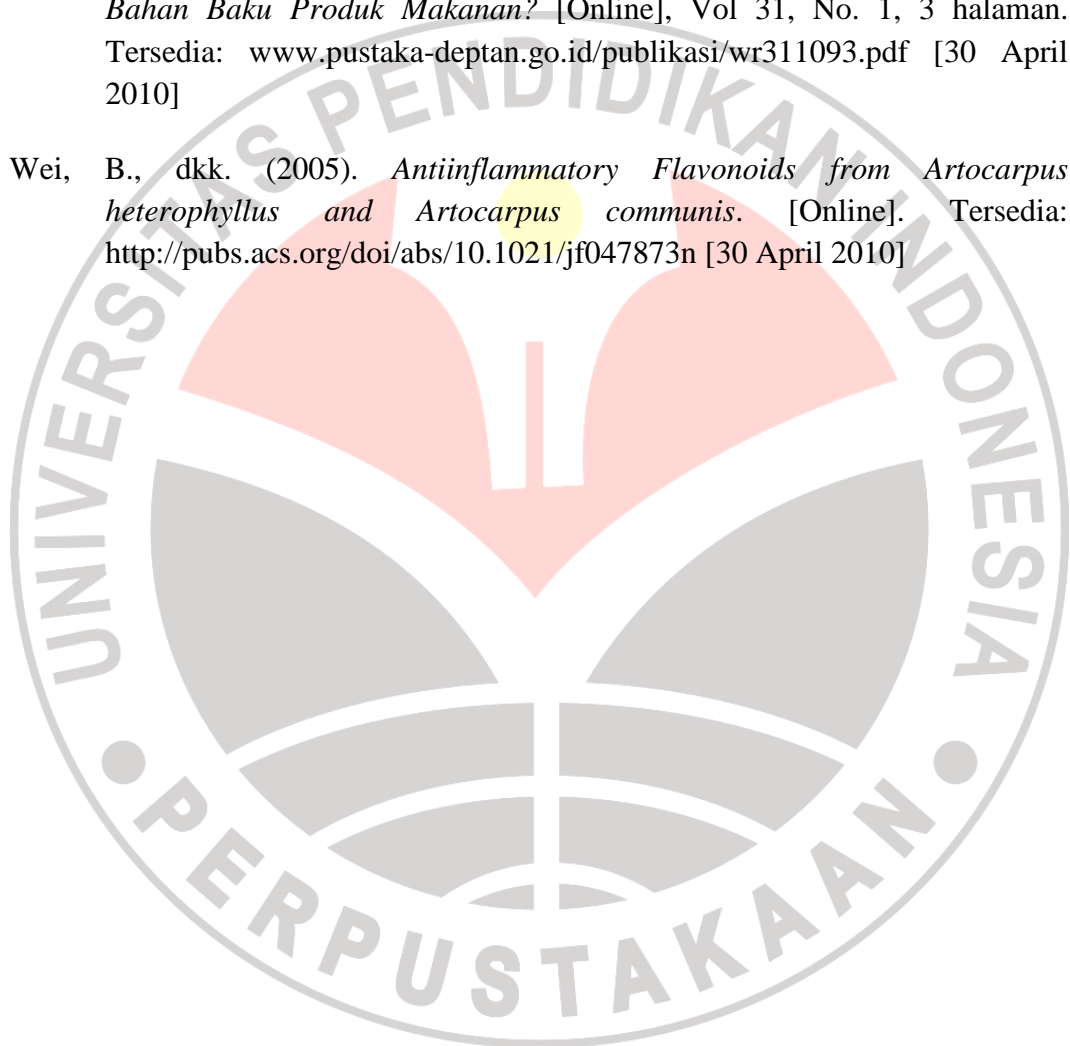 Bahan Baku Produk Makanan? [Online], Vol 31, No. 1, 3 halaman.
Tersedia: www.pustaka-deptan.go.id/publikasi/wr311093.pdf [30 April
2010]
Wei, B., dkk. (2005). Antiinflammatory Flavonoids from Artocarpus
heterophyllus and Artocarpus communis. [Online]. Tersedia:
http://pubs.acs.org/doi/abs/10.1021/jf047873n [30 April 2010]
UNIVERSITAS PENDIDIKAN INDONESIA
PERPUSTAKAAN